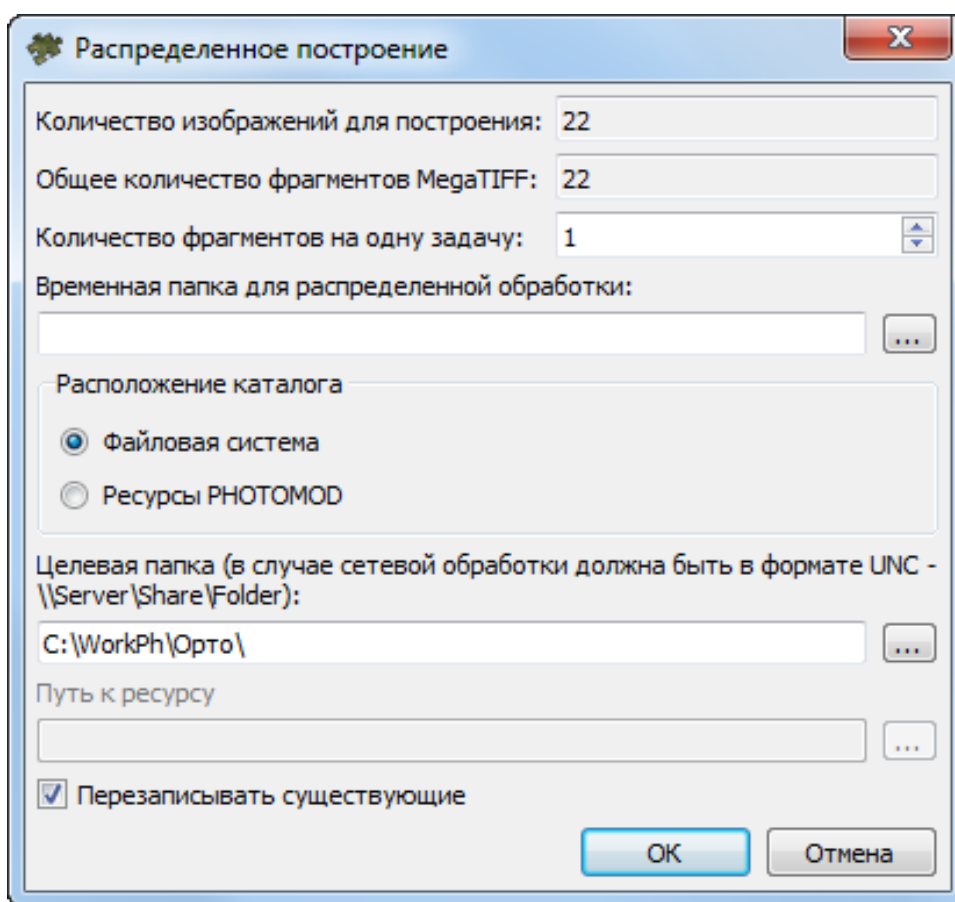 Распределенное построение
Количество изображений для построения: 22
Общее количество фрагментов MegaTIFF: 22
Количество фрагментов на одну задачу: 1
Временная папка для распределенной обработки:
...
Расположение каталога
Файловая система
Ресурсы PHOTOMOD
Целевая папка (в случае сетевой обработки должна быть в формате UNC -
\\Server\Share\Folder):
C:\WorkPh\Орто\ ...
Путь к ресурсу
...
Перезаписывать существующие
OK Отмена